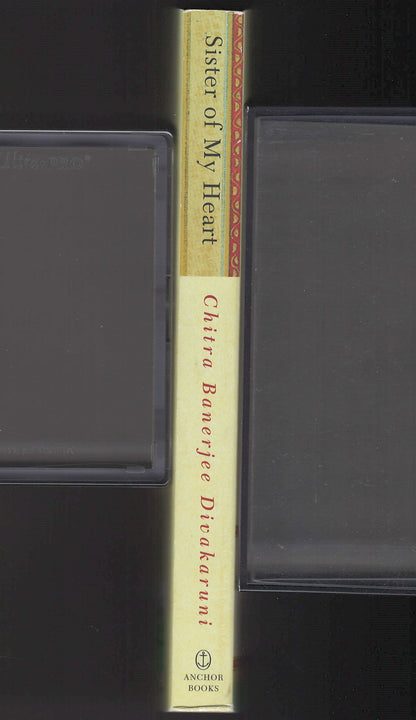 Sister of My Heart
Chitra Banerjee Divakaruni
ANCHOR
BOOKS